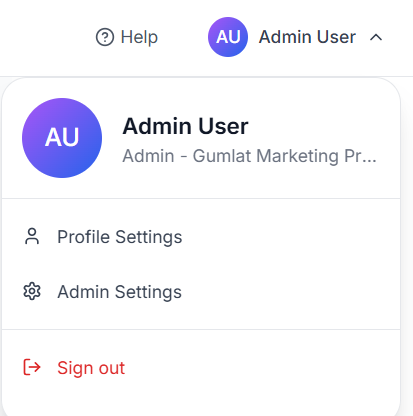 Help
AU Admin User
AU
Admin User
Admin - Gumlat Marketing Pr...
Profile Settings
Admin Settings
Sign out